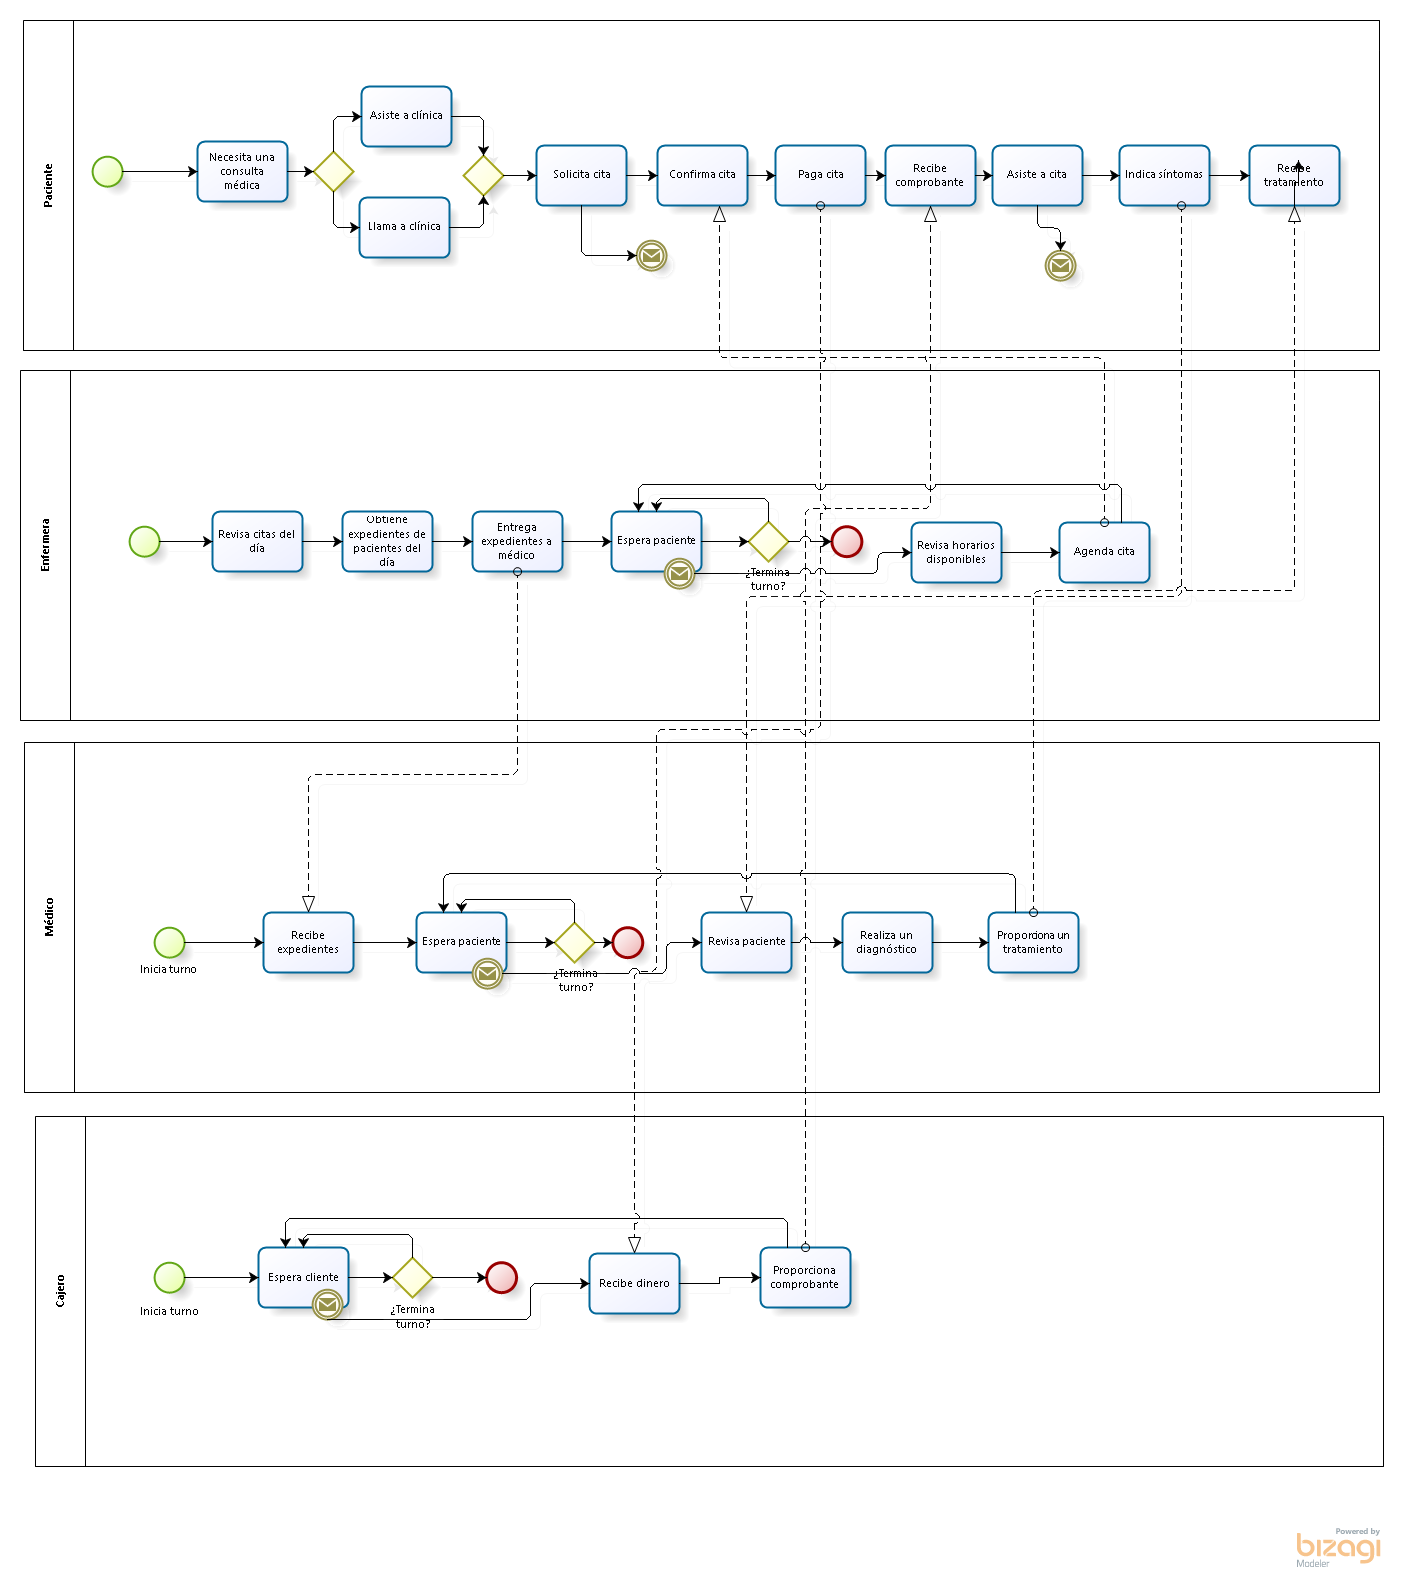 Paciente
Necesita una
consulta
médica
Asiste a clínica
Llama a clínica
Solicita cita
Confirma cita
Paga cita
Recibe
comprobante
Asiste a cita
Indica síntomas
Recibe
tratamiento
Enfermera
Revisa citas del
día
Obtiene
expedientes de
pacientes del
día
Entrega
expedientes a
médico
Espera paciente
¿Termina
turno?
Revisa horarios
disponibles
Agenda cita
Médico
Inicia turno
Recibe
expedientes
Espera paciente
¿Termina
turno?
Revisa paciente
Realiza un
diagnóstico
Proporciona un
tratamiento
Cajero
Inicia turno
Espera cliente
¿Termina
turno?
Recibe dinero
Proporciona
comprobante
Powered by
bizagi
Modeler